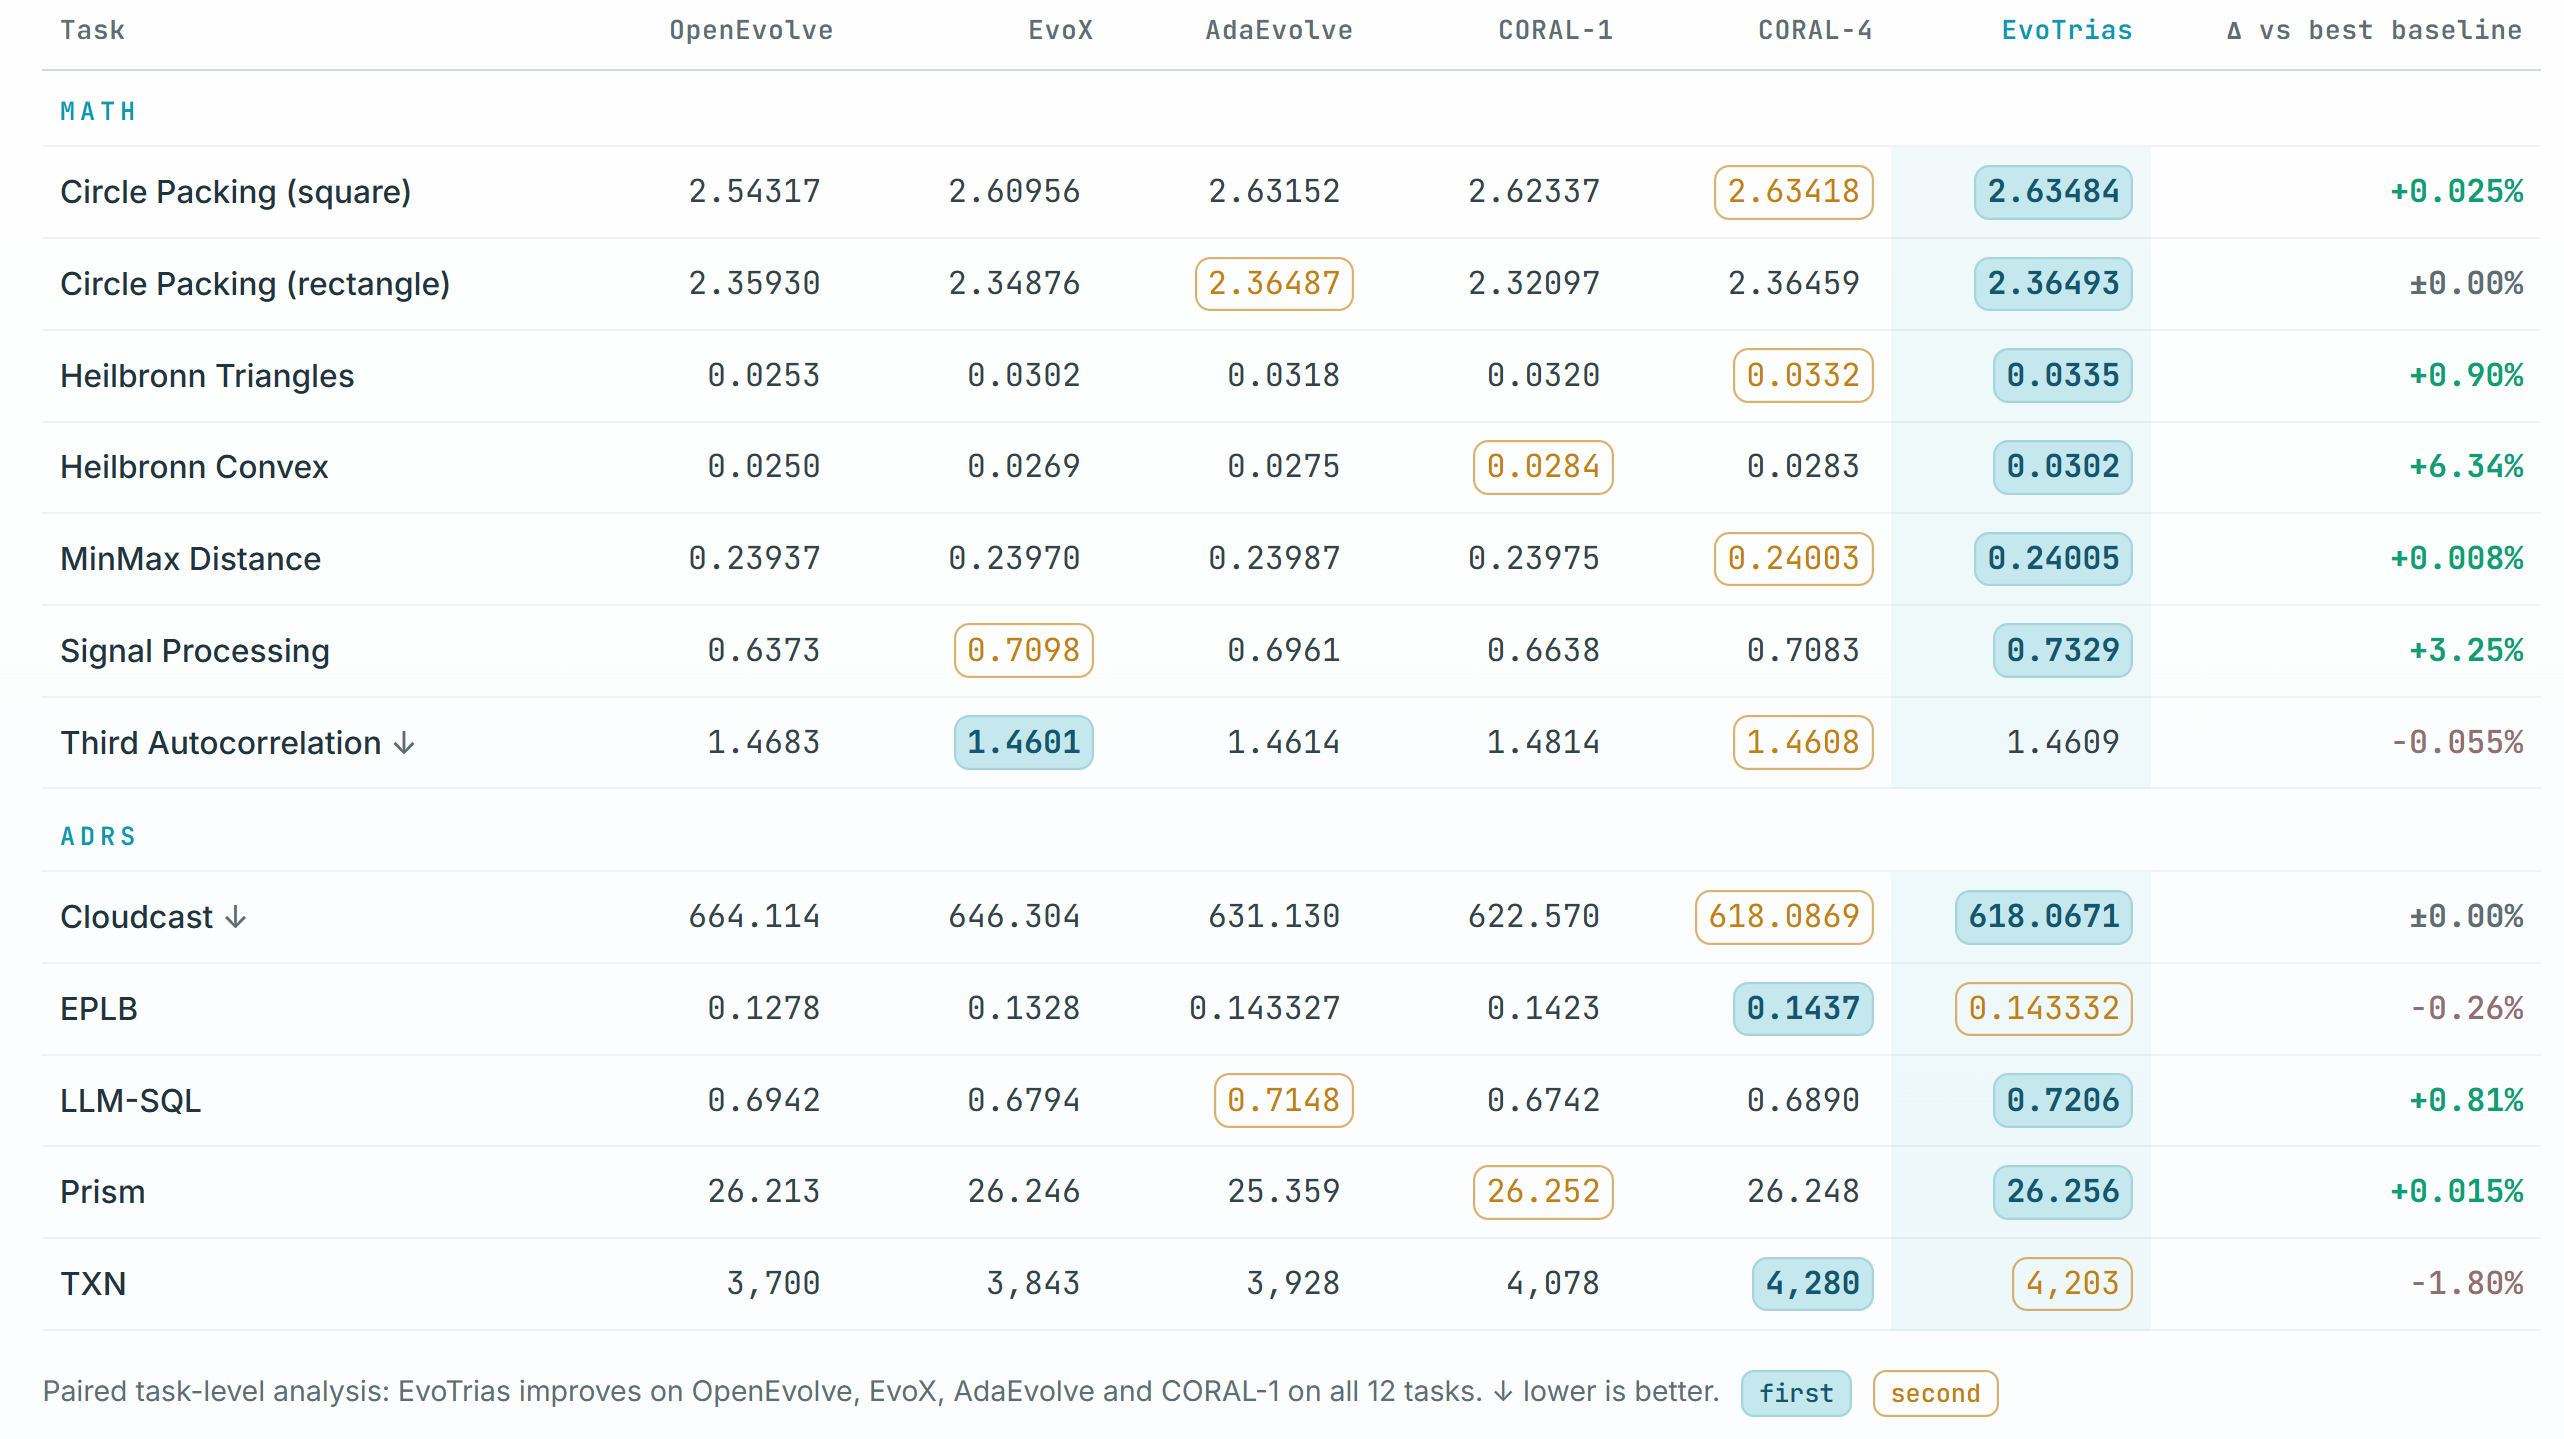 Task OpenEvolve EvoX AdaEvolve CORAL-1 CORAL-4 EvoTrias Δ vs best baseline
MATH
Circle Packing (square) 2.54317 2.60956 2.63152 2.62337 2.63418 2.63484 +0.025%
Circle Packing (rectangle) 2.35930 2.34876 2.36487 2.32097 2.36459 2.36493 ±0.00%
Heilbronn Triangles 0.0253 0.0302 0.0318 0.0320 0.0332 0.0335 +0.90%
Heilbronn Convex 0.0250 0.0269 0.0275 0.0284 0.0283 0.0302 +6.34%
MinMax Distance 0.23937 0.23970 0.23987 0.23975 0.24003 0.24005 +0.008%
Signal Processing 0.6373 0.7098 0.6961 0.6638 0.7083 0.7329 +3.25%
Third Autocorrelation ↓ 1.4683 1.4601 1.4614 1.4814 1.4608 1.4609 -0.055%
ADRS
Cloudcast ↓ 664.114 646.304 631.130 622.570 618.0869 618.0671 ±0.00%
EPLB 0.1278 0.1328 0.143327 0.1423 0.1437 0.143332 -0.26%
LLM-SQL 0.6942 0.6794 0.7148 0.6742 0.6890 0.7206 +0.81%
Prism 26.213 26.246 25.359 26.252 26.248 26.256 +0.015%
TXN 3,700 3,843 3,928 4,078 4,280 4,203 -1.80%
Paired task-level analysis: EvoTrias improves on OpenEvolve, EvoX, AdaEvolve and CORAL-1 on all 12 tasks. ↓ lower is better. first second